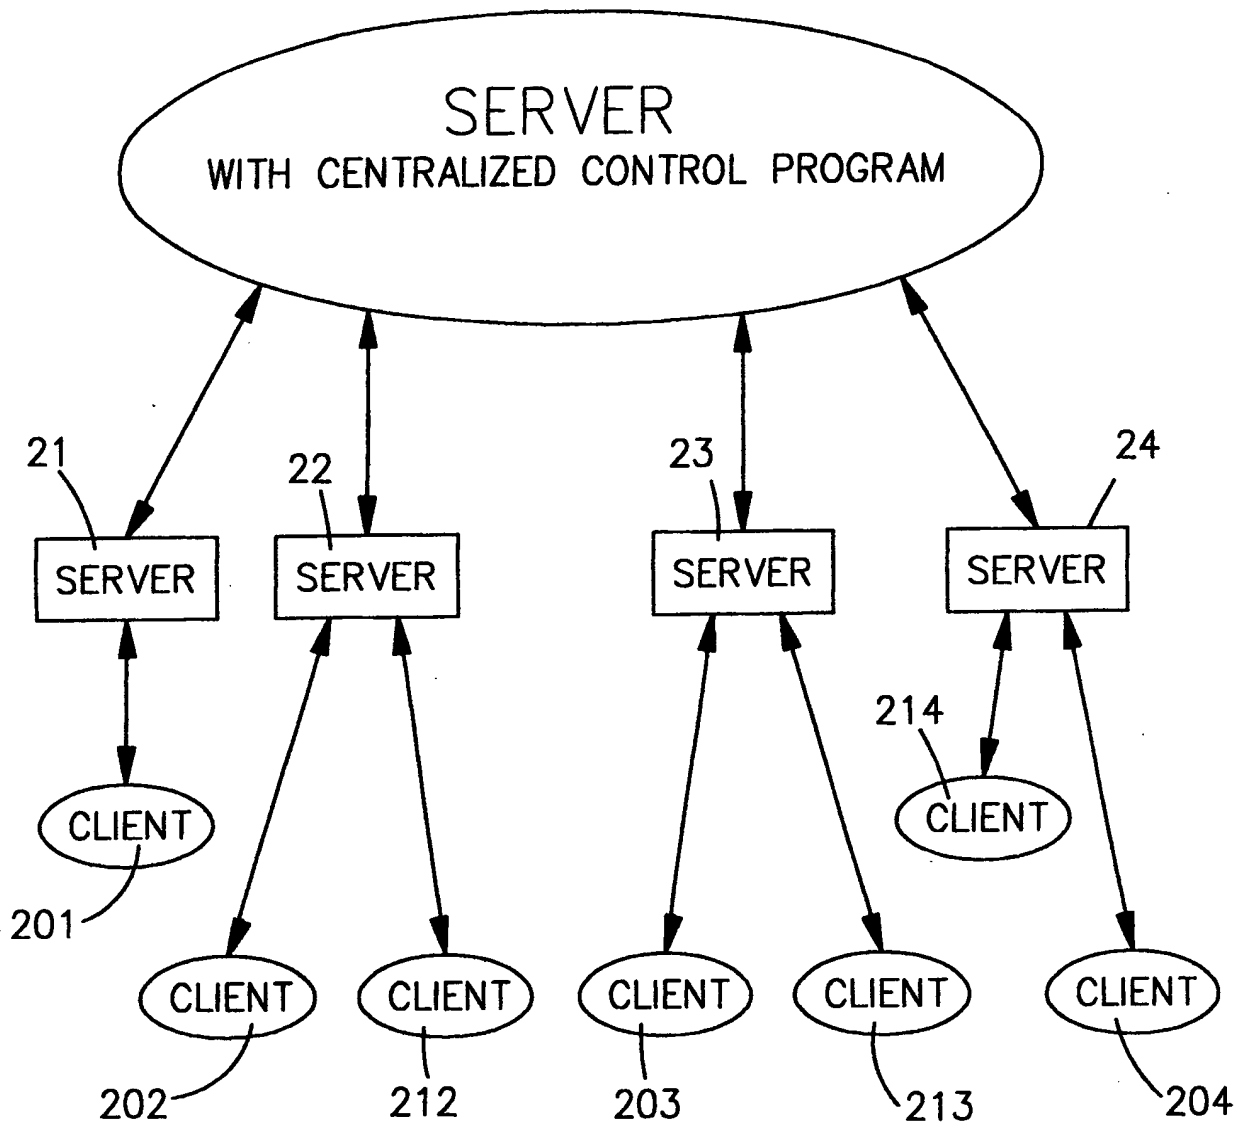 SERVER
WITH CENTRALIZED CONTROL PROGRAM
21
22
23
24
SERVER
SERVER
SERVER
SERVER
214
CLIENT
CLIENT
201
CLIENT
CLIENT
CLIENT
CLIENT
CLIENT
202
212
203
213
204